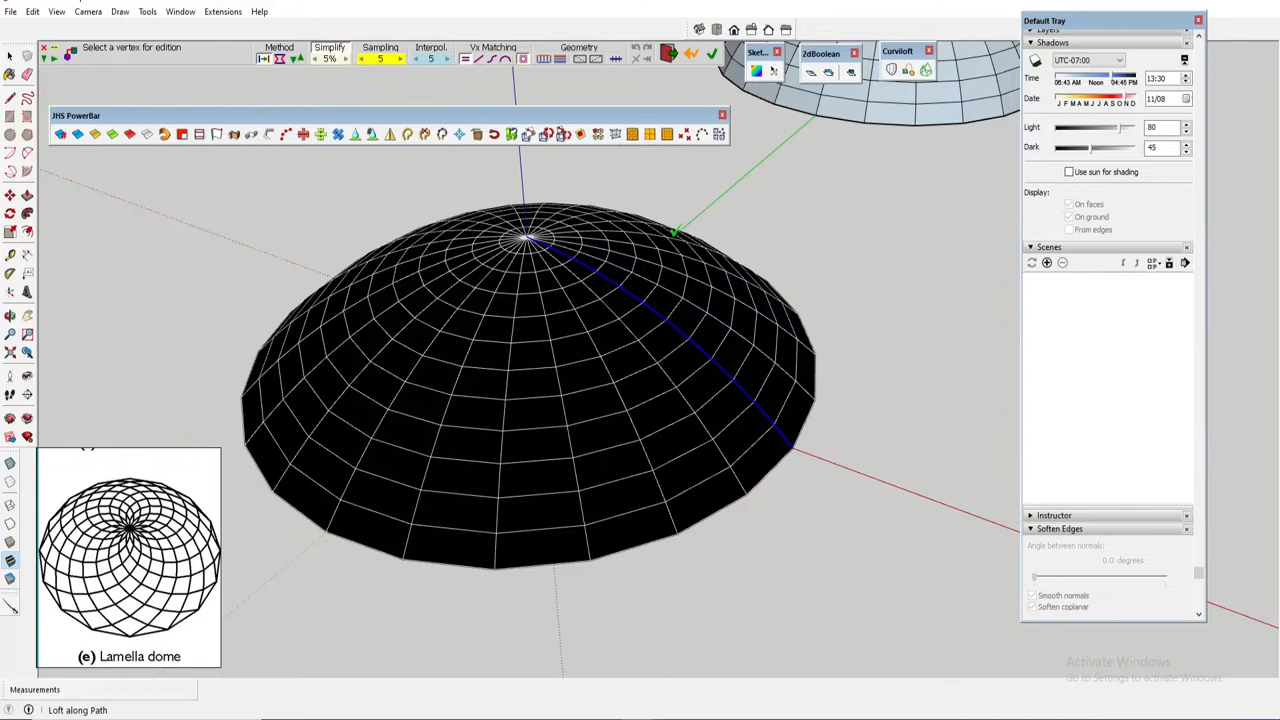 File Edit View Camera Draw Tools Window Extensions Help
Select a vertex for edition
Method
Simplify
5%
Sampling
5
Interpol.
5
Vx Matching
Geometry
Sket...
2dBoolean
Curviloft
JHS PowerBar
Default Tray
Layers
Shadows
UTC-07:00
Time
06:43 AM Noon 04:45 PM
13:30
Date
J F M A M J J A S O N D
11/08
Light
80
Dark
45
Use sun for shading
Display:
On faces
On ground
From edges
Scenes
Instructor
Soften Edges
Angle between normals:
0.0 degrees
Smooth normals
Soften coplanar
(e) Lamella dome
Activate Windows
Go to Settings to activate Windows.
Measurements
Loft along Path